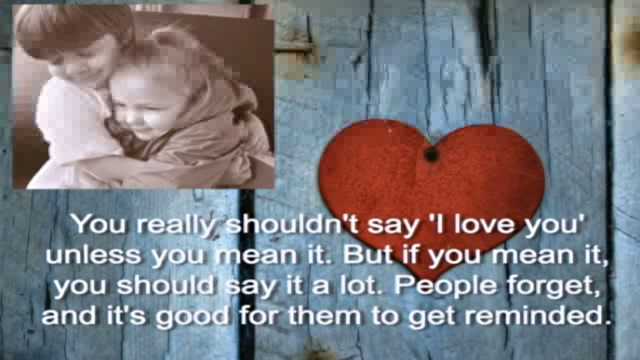 You really shouldn't say 'I love you'
unless you mean it. But if you mean it,
you should say it a lot. People forget,
and it's good for them to get reminded.